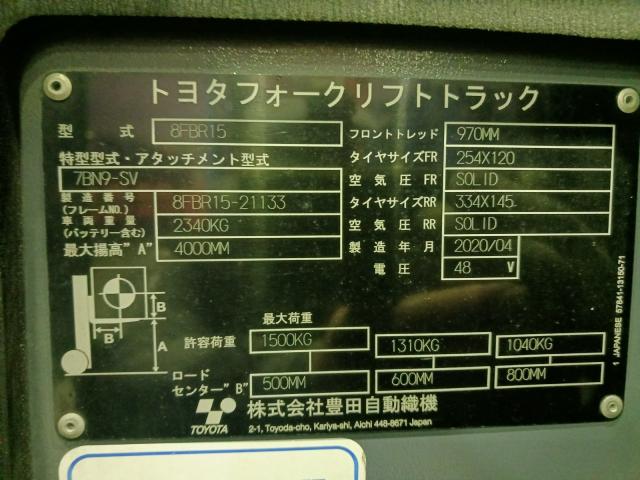 トヨタフォークリフトトラック
型 式 8FBR15 フロントトレッド 970MM
特型型式・アタッチメント型式 タイヤサイズFR 254X120
7BN9-SV 空気圧FR SOLID
製造番号 (フレームNO.) 8FBR15-21133 タイヤサイズRR 334X145
車両重量 (バッテリー含む) 2340KG 空気圧RR SOLID
最大揚高"A" 4000MM 製造年月 2020/04
電圧 48 V
B
B A
最大荷重
許容荷重 1500KG 1310KG 1040KG
ロードセンター"B" 500MM 600MM 800MM
TOYOTA 株式会社豊田自動織機
2-1, Toyoda-cho, Kariya-shi, Aichi 448-8671 Japan
1 JAPANESE 57841-13150-71